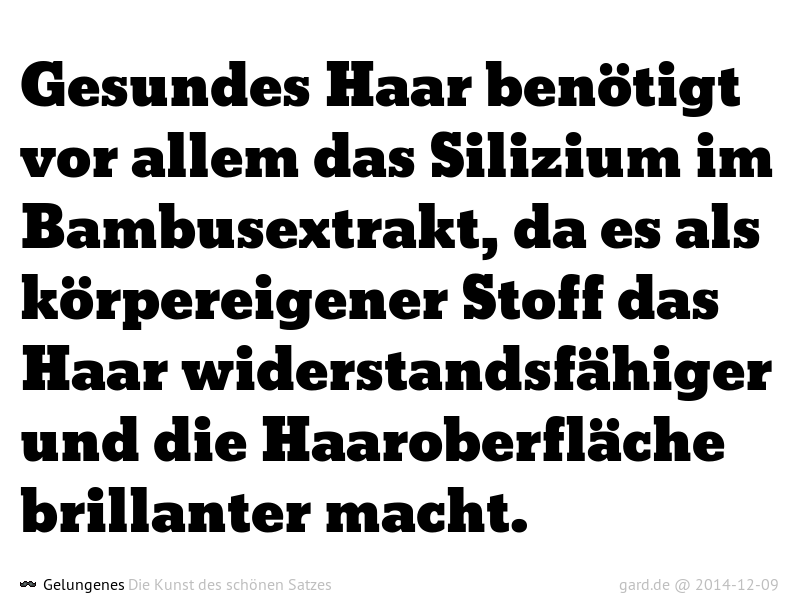 Gesundes Haar benötigt
vor allem das Silizium im
Bambusextrakt, da es als
körpereigener Stoff das
Haar widerstandsfähiger
und die Haaroberfläche
brillanter macht.
Gelungenes Die Kunst des schönen Satzes
gard.de @ 2014-12-09